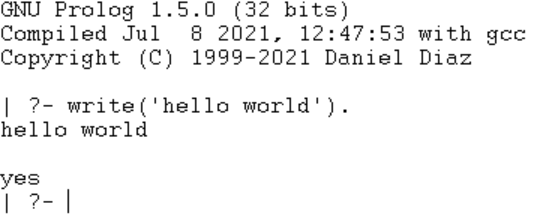 GNU Prolog 1.5.0 (32 bits)
Compiled Jul  8 2021, 12:47:53 with gcc
Copyright (C) 1999-2021 Daniel Diaz
| ?- write('hello world').
hello world
yes
| ?-